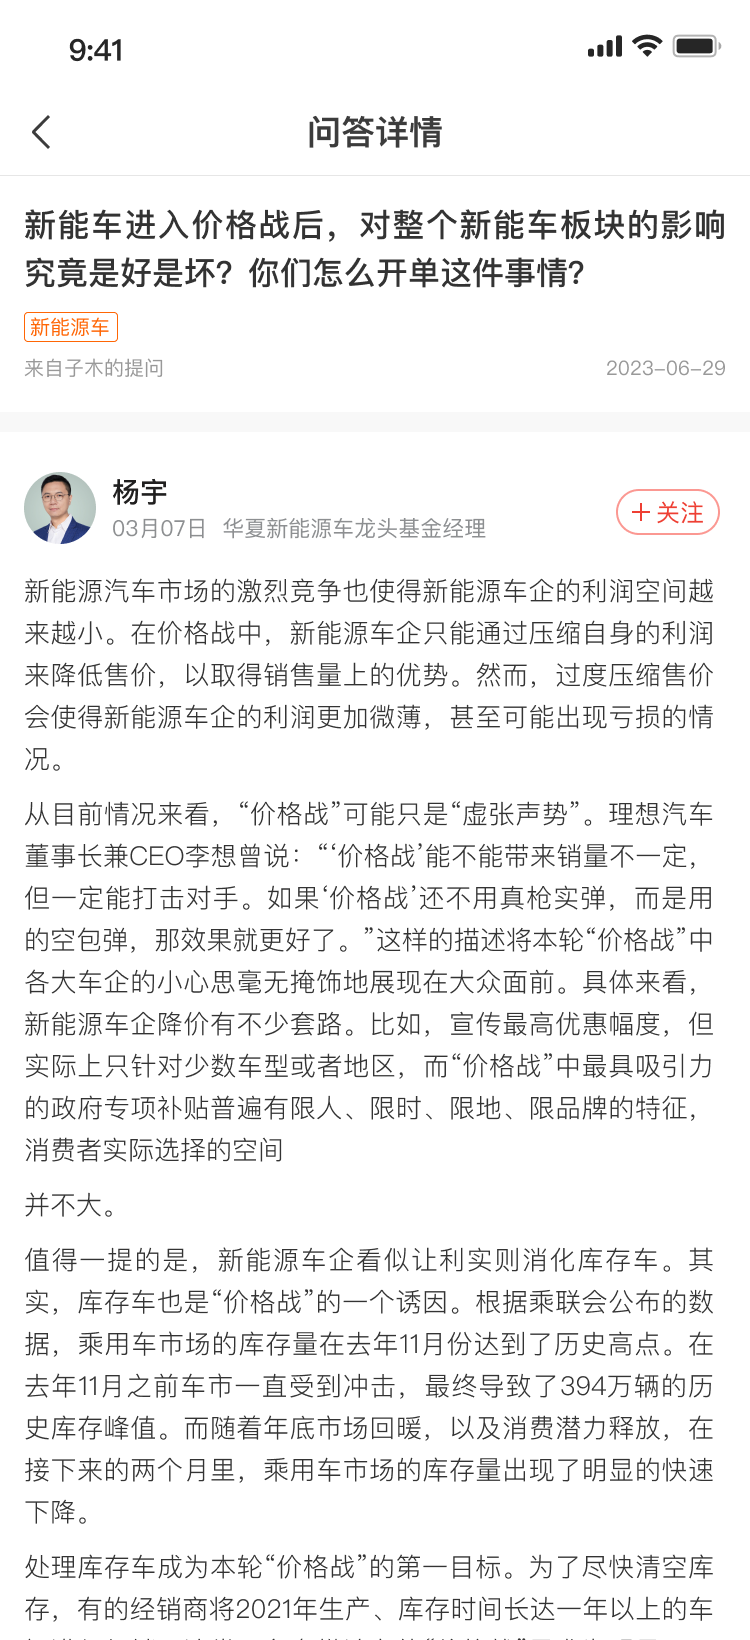 9:41
问答详情
新能车进入价格战后，对整个新能车板块的影响
究竟是好是坏？你们怎么开单这件事情？
新能源车
来自子木的提问
2023-06-29
杨宇
03月07日 华夏新能源车龙头基金经理
+关注
新能源汽车市场的激烈竞争也使得新能源车企的利润空间越
来越小。在价格战中，新能源车企只能通过压缩自身的利润
来降低售价，以取得销售量上的优势。然而，过度压缩售价
会使得新能源车企的利润更加微薄，甚至可能出现亏损的情
况。
从目前情况来看，“价格战”可能只是“虚张声势”。理想汽车
董事长兼CEO李想曾说：“‘价格战’能不能带来销量不一定，
但一定能打击对手。如果‘价格战’还不用真枪实弹，而是用
的空包弹，那效果就更好了。”这样的描述将本轮“价格战”中
各大车企的小心思毫无掩饰地展现在大众面前。具体来看，
新能源车企降价有不少套路。比如，宣传最高优惠幅度，但
实际上只针对少数车型或者地区，而“价格战”中最具吸引力
的政府专项补贴普遍有限人、限时、限地、限品牌的特征，
消费者实际选择的空间
并不大。
值得一提的是，新能源车企看似让利实则消化库存车。其
实，库存车也是“价格战”的一个诱因。根据乘联会公布的数
据，乘用车市场的库存量在去年11月份达到了历史高点。在
去年11月之前车市一直受到冲击，最终导致了394万辆的历
史库存峰值。而随着年底市场回暖，以及消费潜力释放，在
接下来的两个月里，乘用车市场的库存量出现了明显的快速
下降。
处理库存车成为本轮“价格战”的第一目标。为了尽快清空库
存，有的经销商将2021年生产、库存时间长达一年以上的车